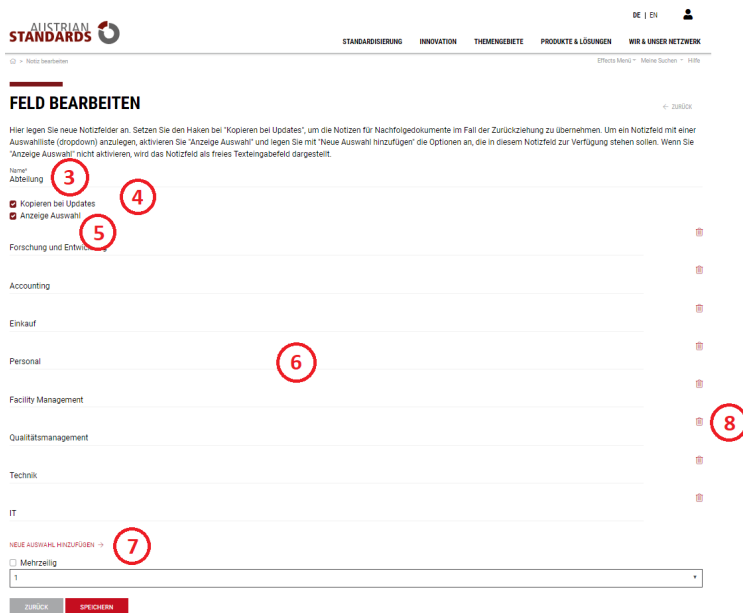 DE | EN
AUSTRIAN
STANDARDS
STANDARDISIERUNG INNOVATION THEMENGEBIETE PRODUKTE & LÖSUNGEN WIR & UNSER NETZWERK
> Notiz bearbeiten
Effects Menü Meine Suchen Hilfe
FELD BEARBEITEN
← ZURÜCK
Hier legen Sie neue Notizfelder an. Setzen Sie den Haken bei "Kopieren bei Updates", um die Notizen für Nachfolgedokumente im Fall der Zurückziehung zu übernehmen. Um ein Notizfeld mit einer
Auswahlliste (dropdown) anzulegen, aktivieren Sie "Anzeige Auswahl" und legen Sie mit "Neue Auswahl hinzufügen" die Optionen an, die in diesem Notizfeld zur Verfügung stehen sollen. Wenn Sie
"Anzeige Auswahl" nicht aktivieren, wird das Notizfeld als freies Texteingabefeld dargestellt.
Name*
Abteilung
3
4
Kopieren bei Updates
Anzeige Auswahl
5
Forschung und Entwicklung
Accounting
Einkauf
Personal
6
Facility Management
8
Qualitätsmanagement
Technik
IT
NEUE AUSWAHL HINZUFÜGEN →
7
Mehrzeilig
1
ZURÜCK SPEICHERN